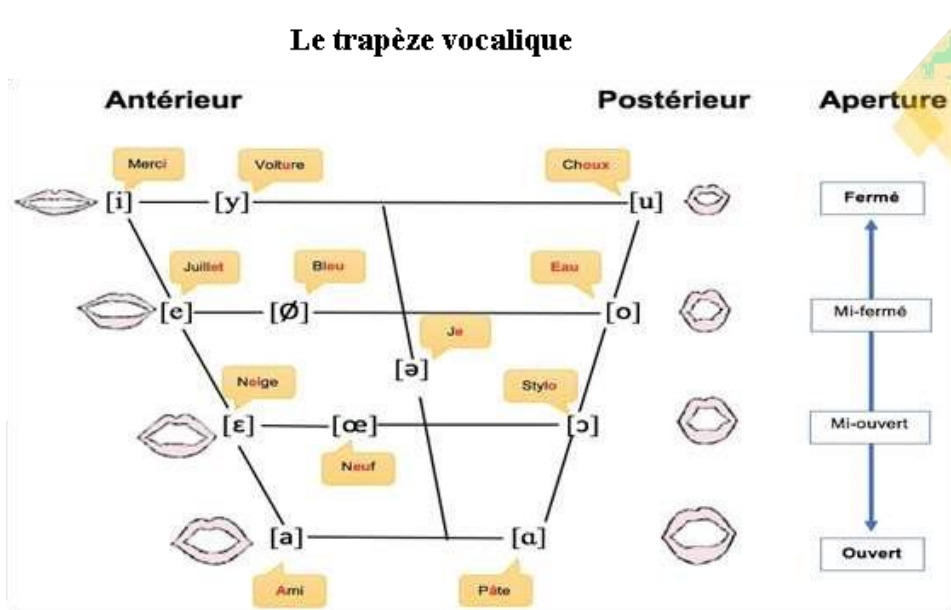 Le trapèze vocalique
Antérieur Postérieur Aperture
Merci Voiture Choux
[i] [y] [u] Fermé
Juillet Bleu Eau
[e] [Ø] [o] Mi-fermé
Je
[ə]
Neige Stylo
[ɛ] [œ] [ɔ] Mi-ouvert
Neuf
[a] [ɑ] Ouvert
Ami Pâte